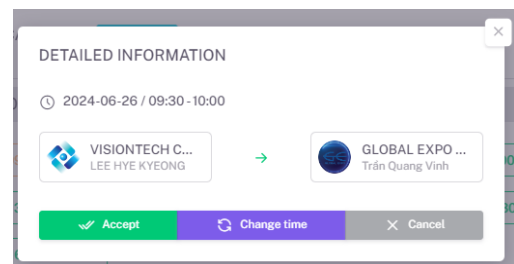 DETAILED INFORMATION
2024-06-26 / 09:30 - 10:00
VISIONTECH C...
LEE HYE KYEONG
GLOBAL EXPO ...
Trần Quang Vinh
Accept
Change time
Cancel